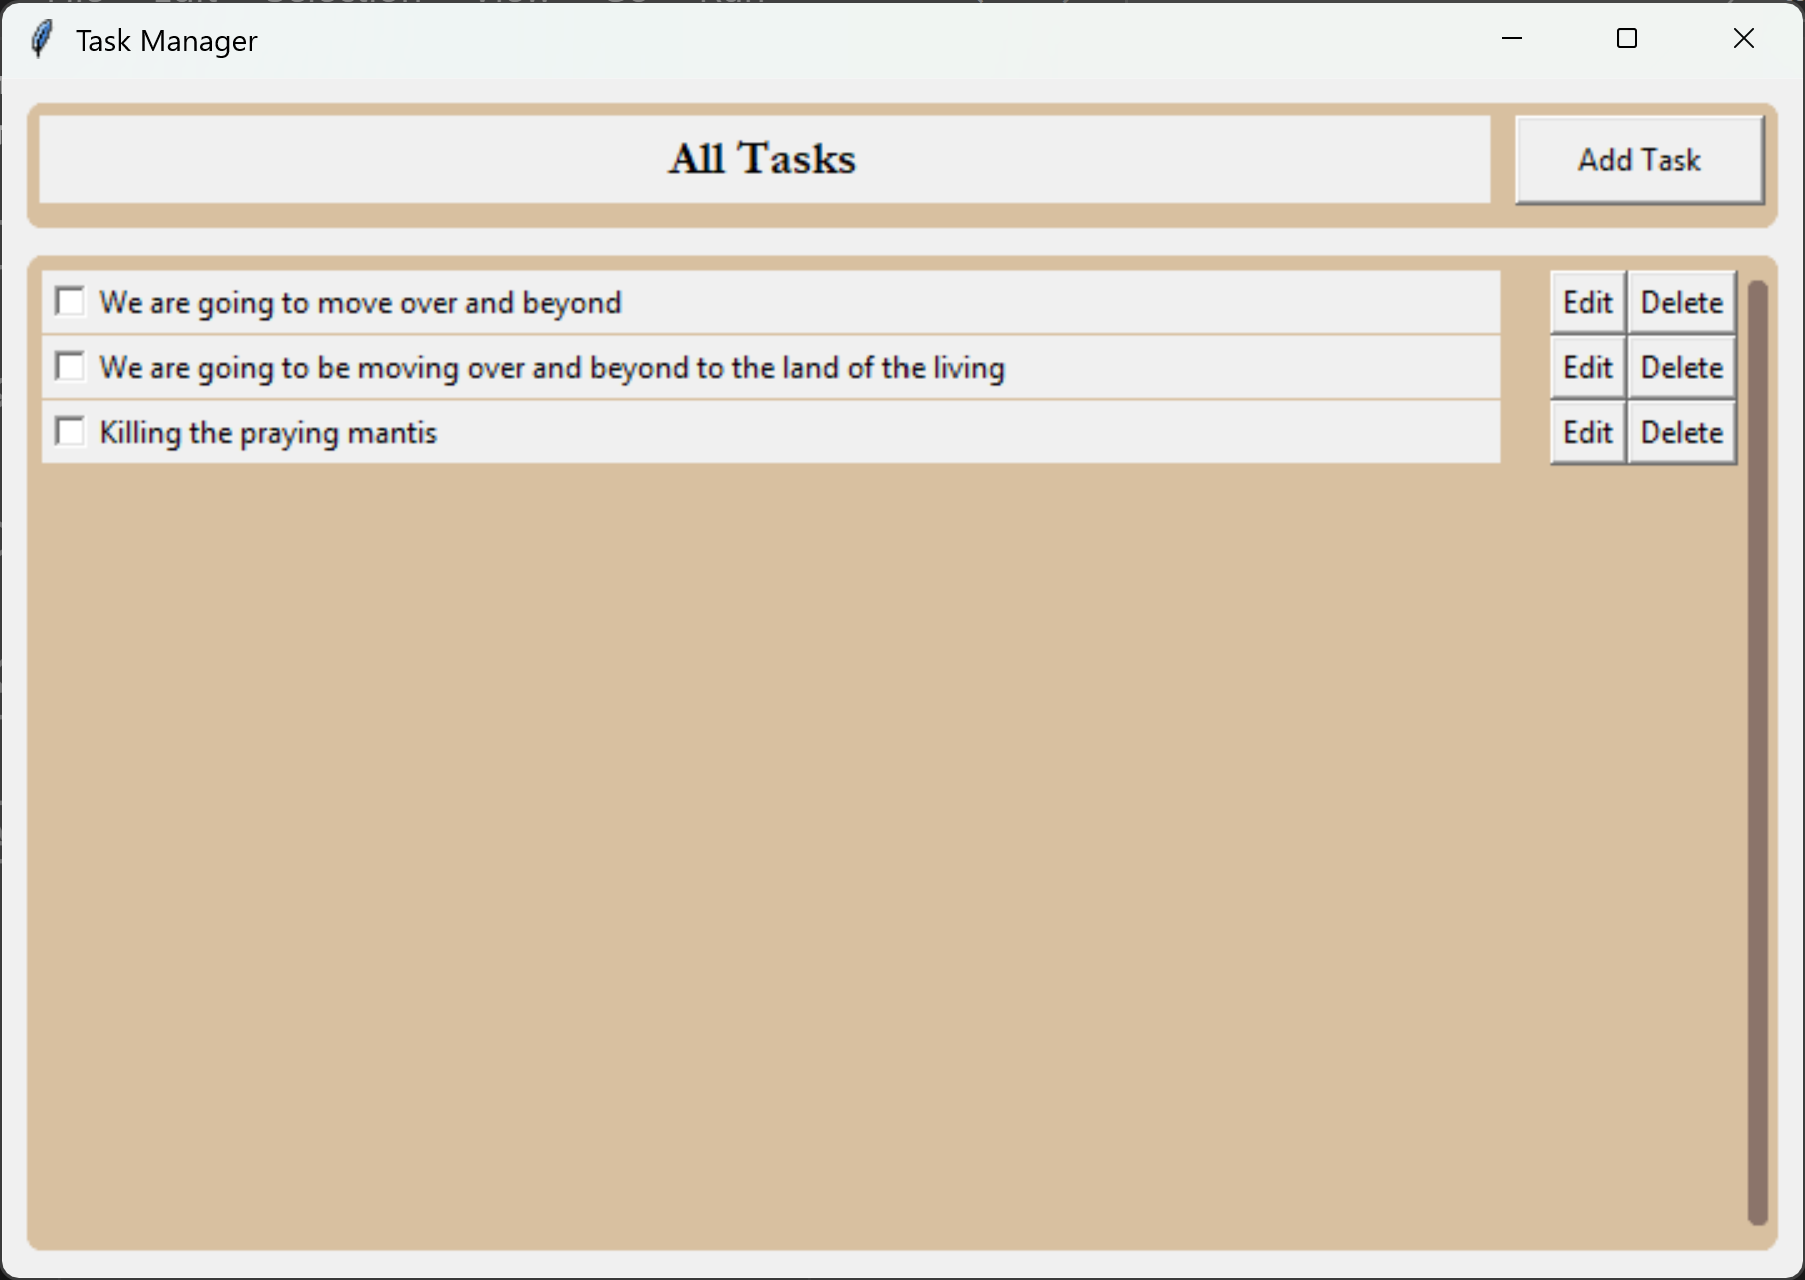 Task Manager
All Tasks
Add Task
We are going to move over and beyond
Edit Delete
We are going to be moving over and beyond to the land of the living
Edit Delete
Killing the praying mantis
Edit Delete